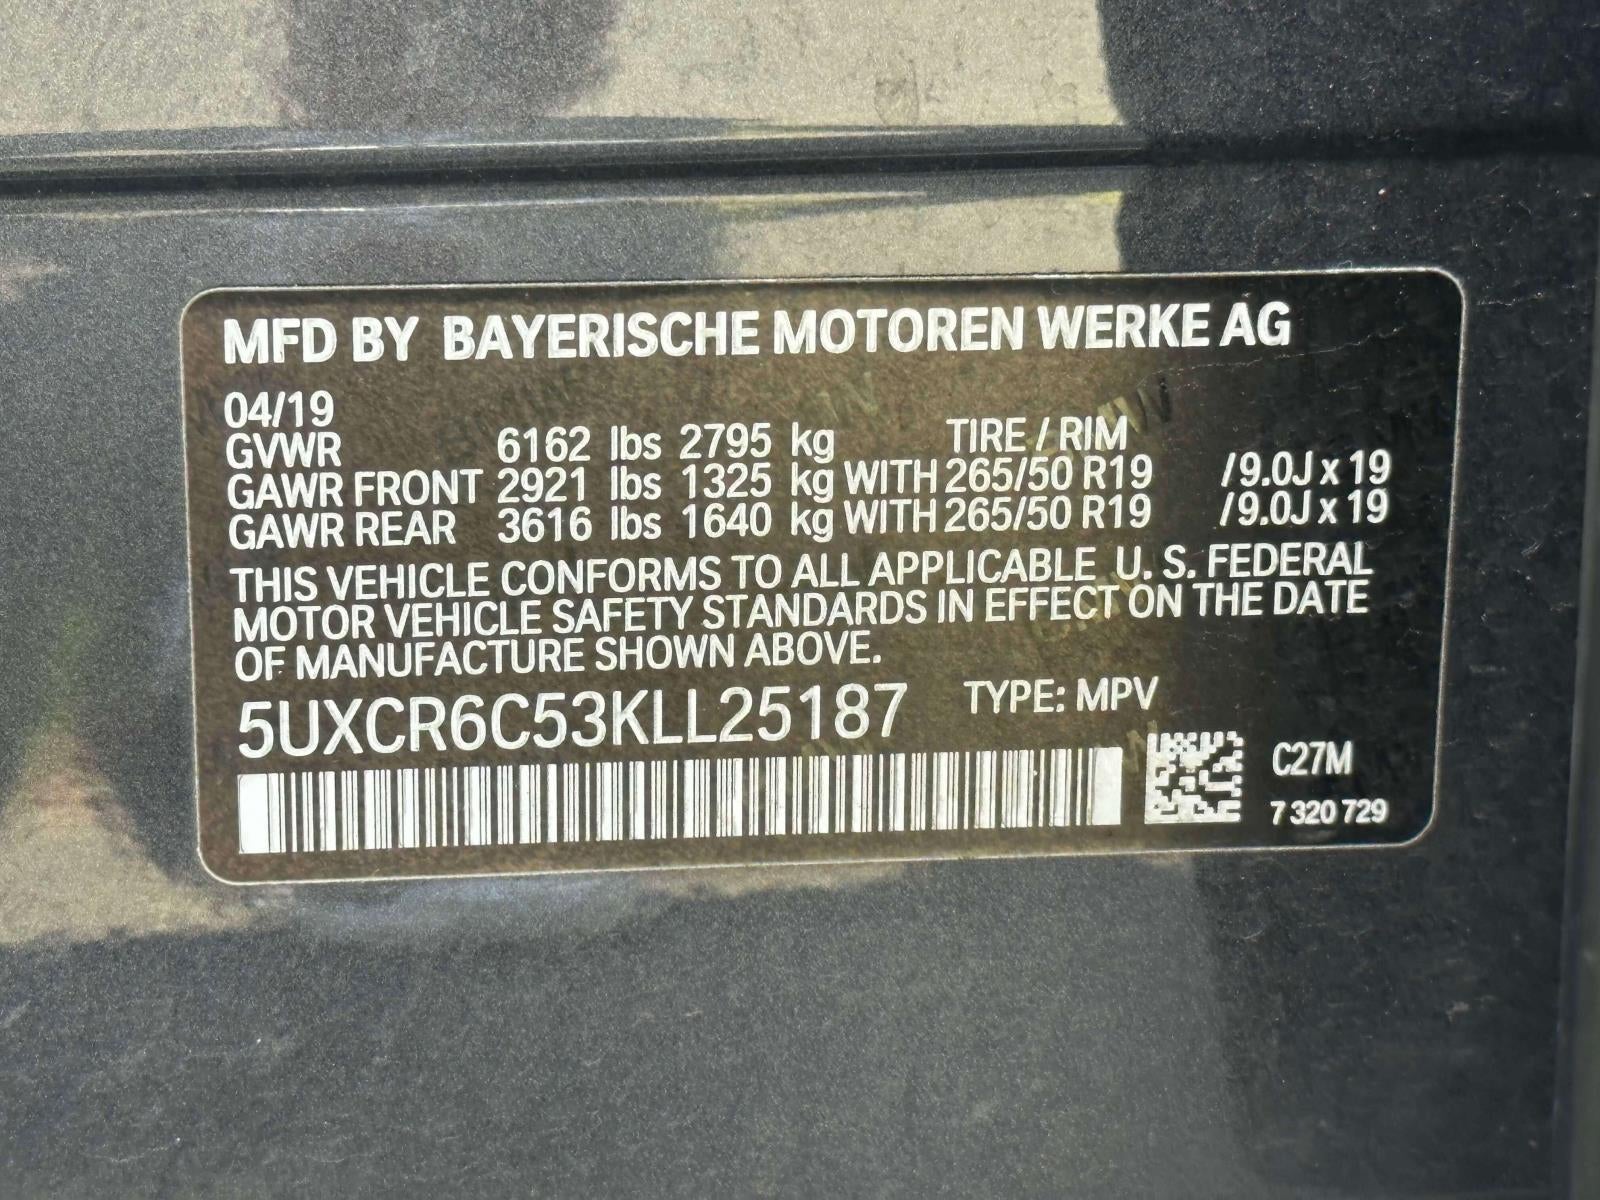 MFD BY BAYERISCHE MOTOREN WERKE AG
04/19
GVWR 6162 lbs 2795 kg TIRE / RIM
GAWR FRONT 2921 lbs 1325 kg WITH 265/50 R19 /9.0J x 19
GAWR REAR 3616 lbs 1640 kg WITH 265/50 R19 /9.0J x 19
THIS VEHICLE CONFORMS TO ALL APPLICABLE U. S. FEDERAL
MOTOR VEHICLE SAFETY STANDARDS IN EFFECT ON THE DATE
OF MANUFACTURE SHOWN ABOVE.
5UXCR6C53KLL25187 TYPE: MPV
C27M
7 320 729